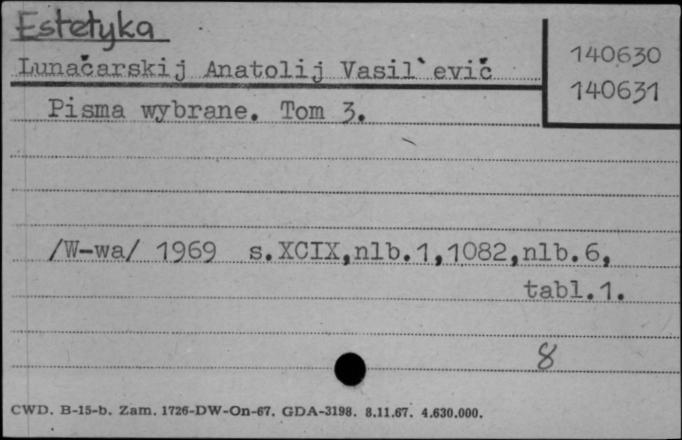 Estetyka
140630
140631
Lunačarskij Anatolij Vasil`evič
Pisma wybrane. Tom 3.
/W-wa/ 1969 s.XCIX,nlb.1,1082,nlb.6,
tabl.1.
8
CWD. B-15-b. Zam. 1726-DW-On-67. GDA-3198. 8.11.67. 4.630.000.